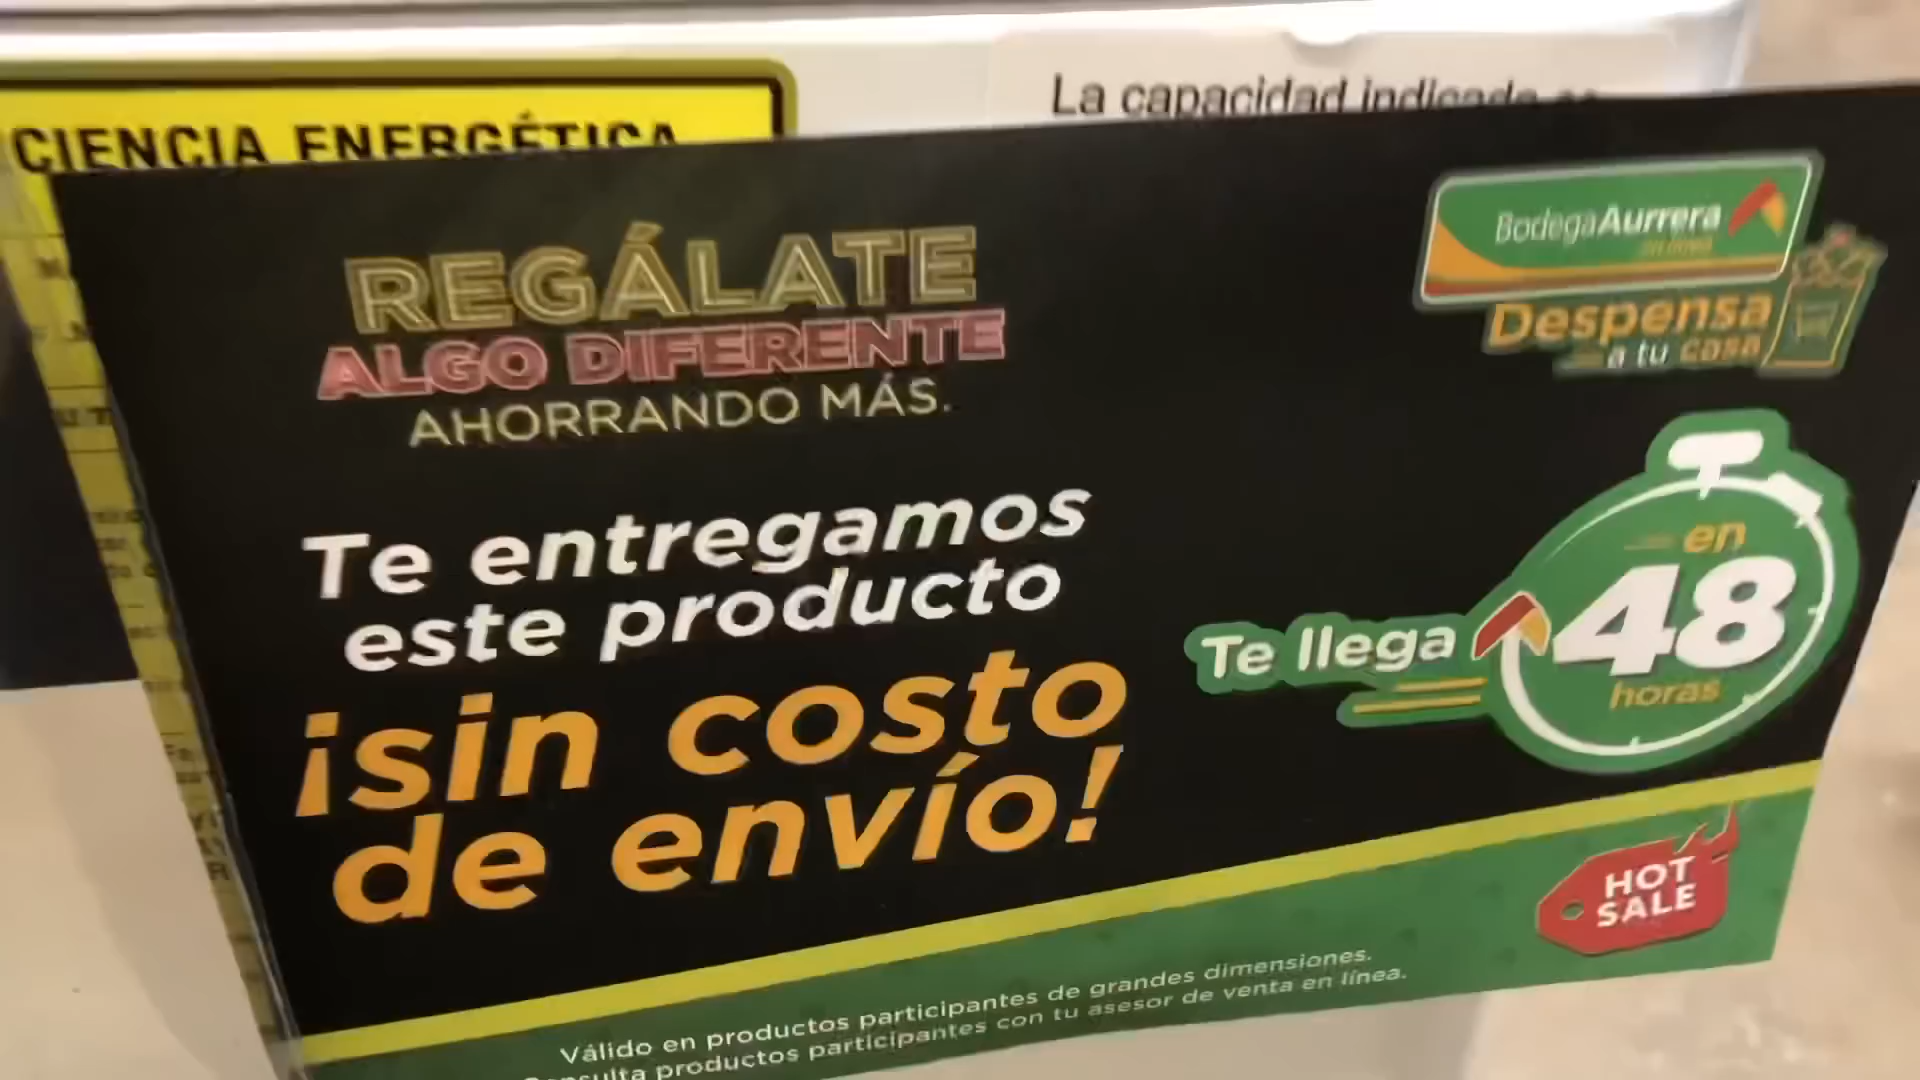 CIENCIA ENERGÉTICA
La capacidad indicada
REGÁLATE
ALGO DIFERENTE
AHORRANDO MÁS.
Te entregamos
este producto
¡sin costo
de envío!
BodegaAurrera
Despensa
a tu casa
Te llega
en
48
horas
HOT
SALE
Válido en productos participantes de grandes dimensiones.
Consulta productos participantes con tu asesor de venta en línea.